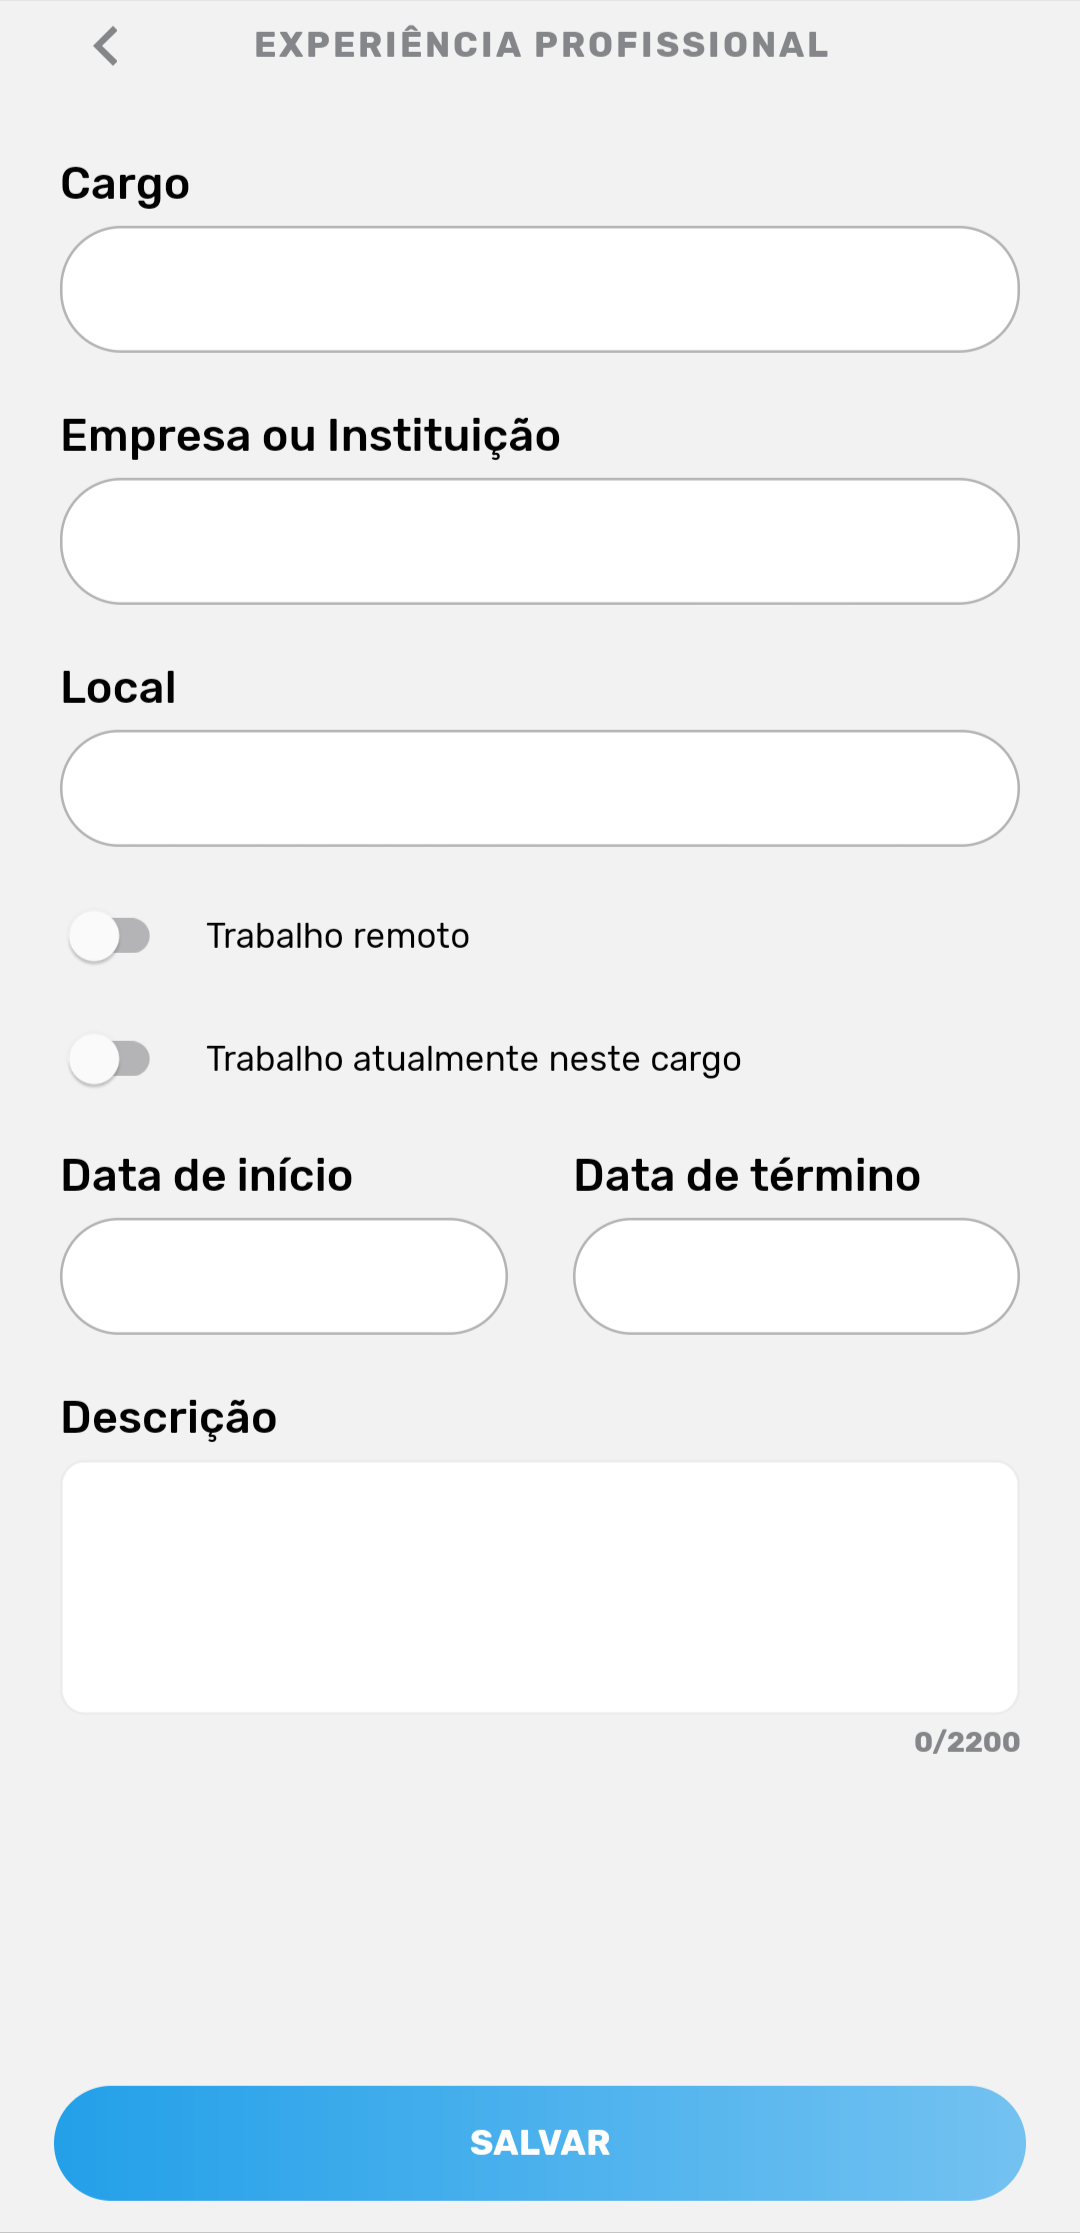 EXPERIÊNCIA PROFISSIONAL
Cargo
Empresa ou Instituição
Local
Trabalho remoto
Trabalho atualmente neste cargo
Data de início
Data de término
Descrição
0/2200
SALVAR